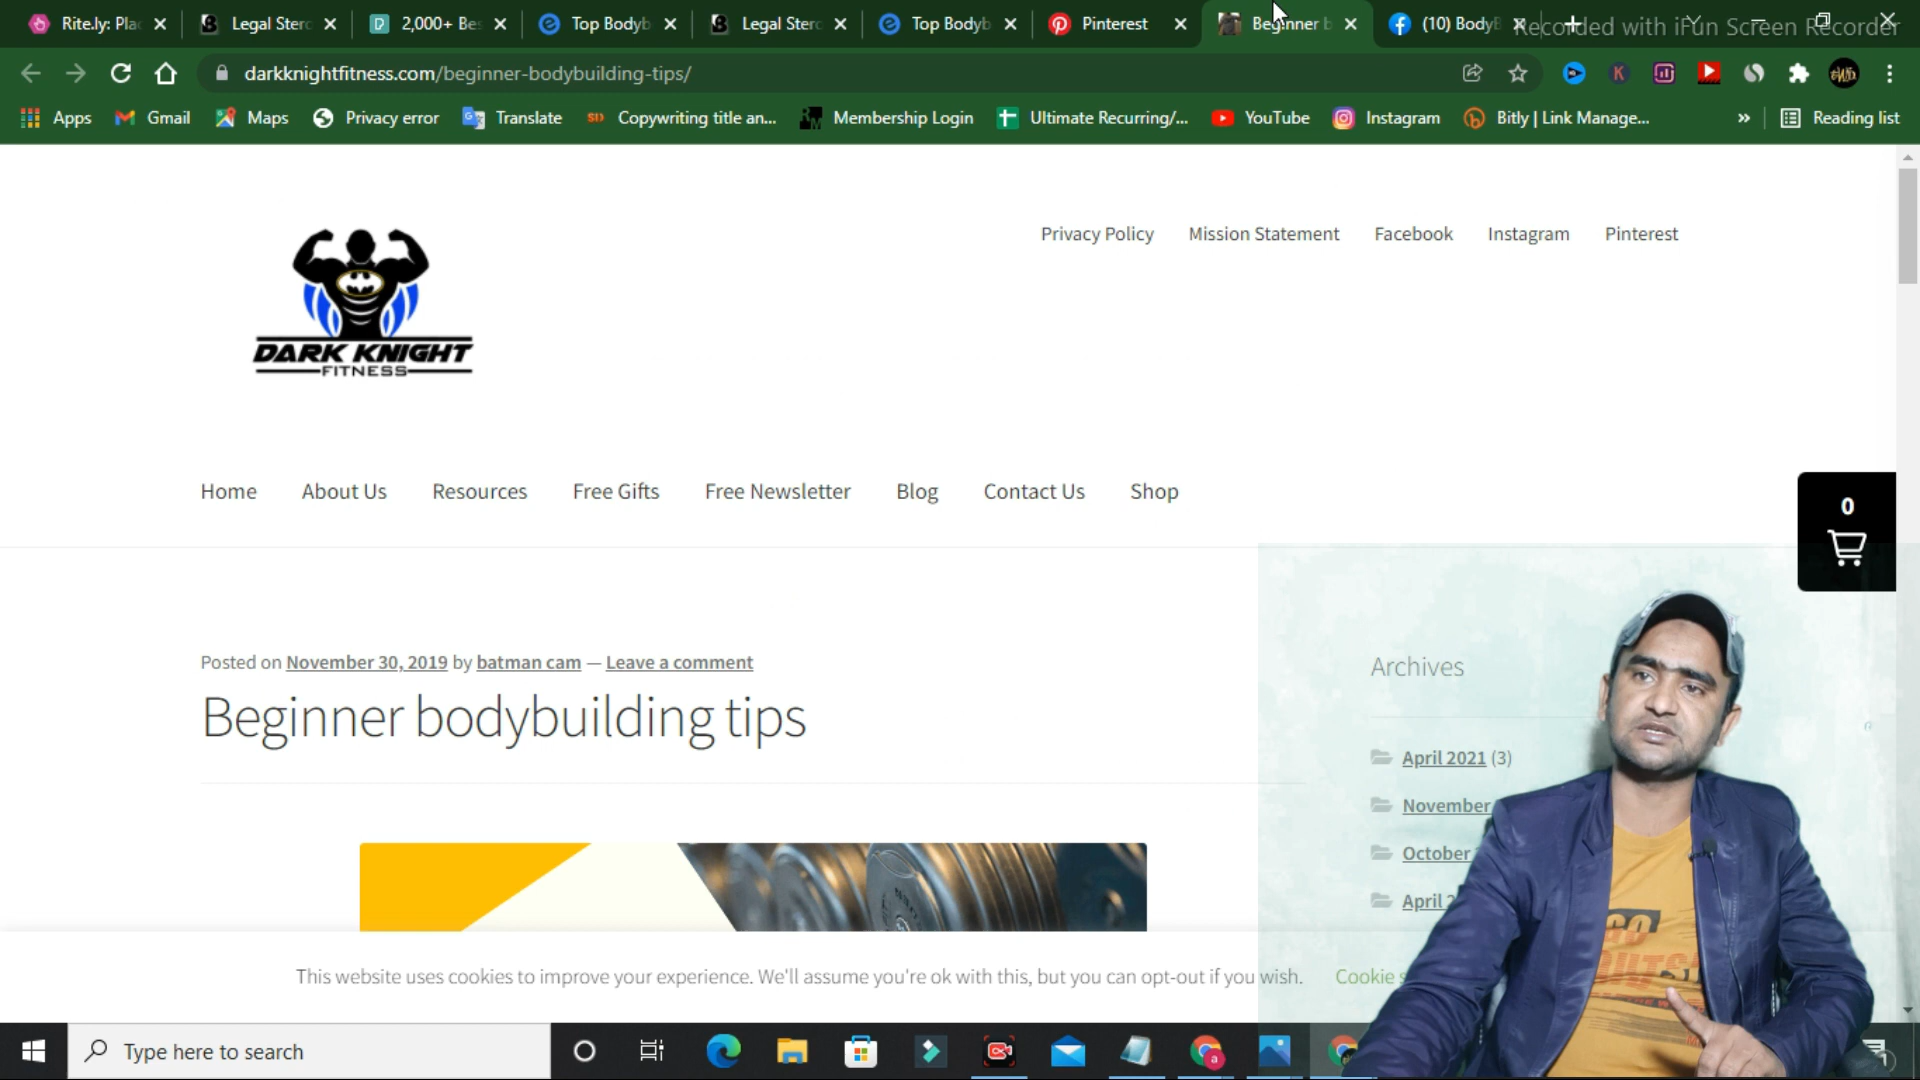 Rite.ly: Pla
Legal Stero
2,000+ Bes
Top Bodyb
Legal Stero
Top Bodyb
Pinterest
Beginner b
(10) BodyB
Recorded with iFun Screen Recorder
darkknightfitness.com/beginner-bodybuilding-tips/
Apps
Gmail
Maps
Privacy error
Translate
Copywriting title an...
Membership Login
Ultimate Recurring/...
YouTube
Instagram
Bitly | Link Manage...
»
Reading list
DARK KNIGHT
FITNESS
Privacy Policy
Mission Statement
Facebook
Instagram
Pinterest
Home
About Us
Resources
Free Gifts
Free Newsletter
Blog
Contact Us
Shop
0
Posted on November 30, 2019 by batman cam — Leave a comment
Beginner bodybuilding tips
Archives
April 2021 (3)
November
October
April 2
This website uses cookies to improve your experience. We'll assume you're ok with this, but you can opt-out if you wish.
Cookie s
Type here to search